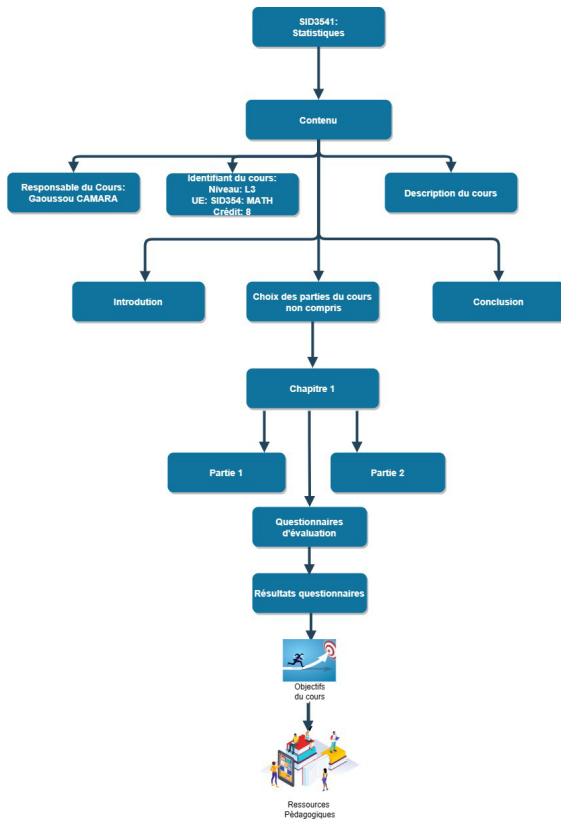 SID3541:
Statistiques
Contenu
Responsable du Cours:
Gaoussou CAMARA
Identifiant du cours:
Niveau: L3
UE: SID354: MATH
Crédit: 8
Description du cours
Introdution
Choix des parties du cours
non compris
Conclusion
Chapitre 1
Partie 1
Partie 2
Questionnaires
d'évaluation
Résultats questionnaires
Objectifs
du cours
Ressources
Pèdagogiques